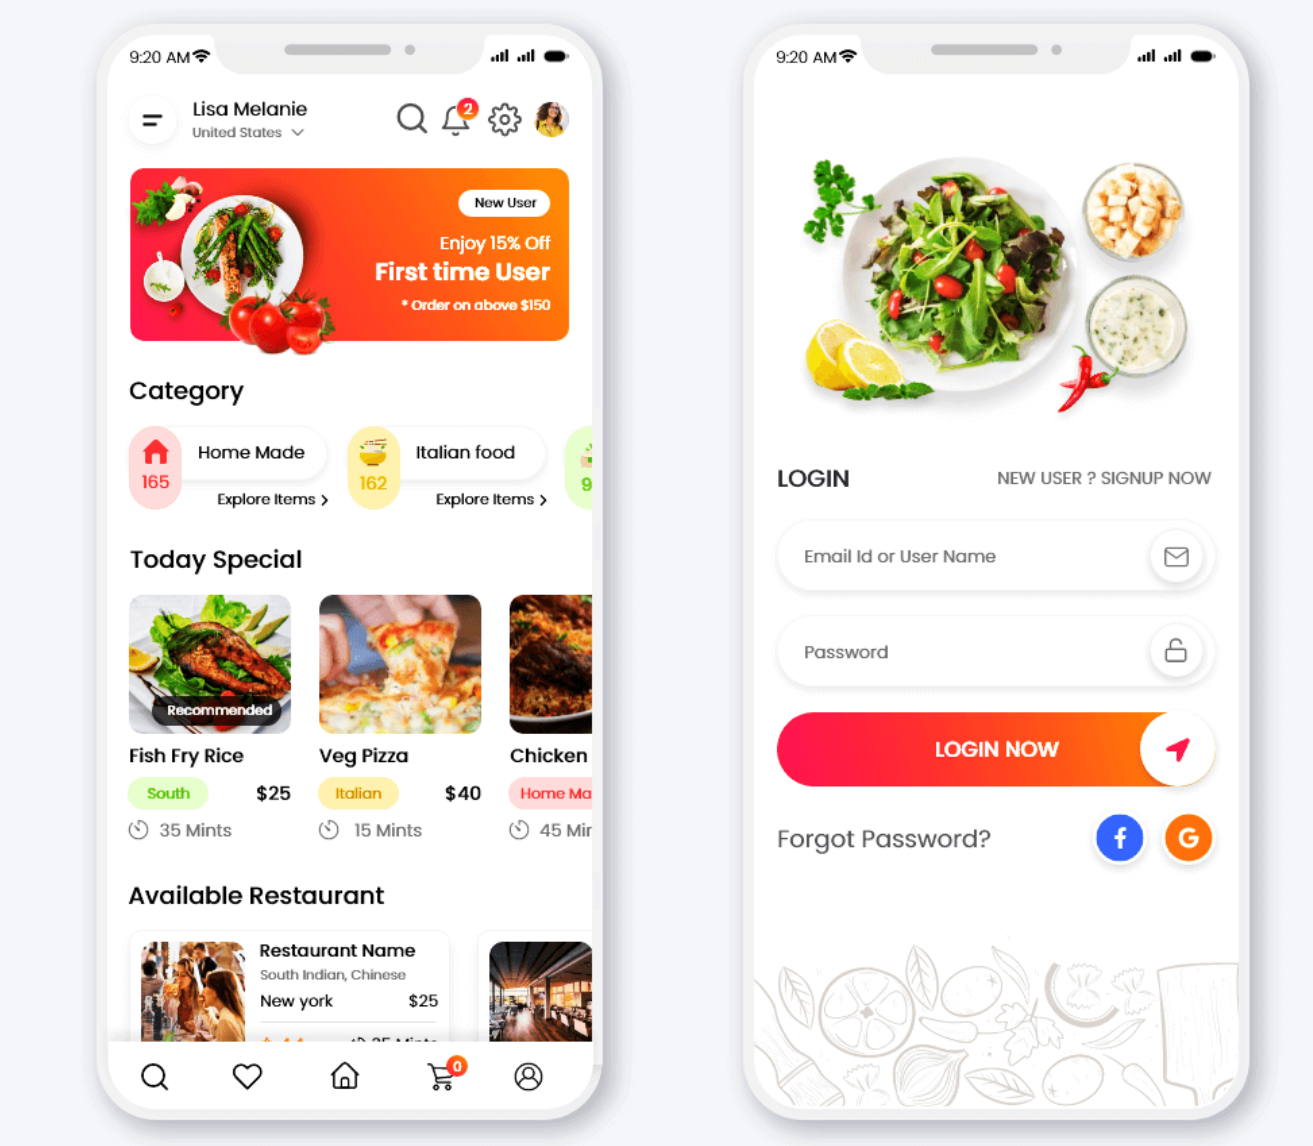 9:20 AM
Lisa Melanie
United States
2
New User
Enjoy 15% Off
First time User
* Order on above $150
Category
165
Home Made
Explore Items
162
Italian food
Explore Items
9
Today Special
Recommended
Fish Fry Rice
South
$25
35 Mints
Veg Pizza
Italian
$40
15 Mints
Chicken
Home Ma
45 Min
Available Restaurant
Restaurant Name
South Indian, Chinese
New york
$25
0
9:20 AM
LOGIN
NEW USER ? SIGNUP NOW
Email Id or User Name
Password
LOGIN NOW
Forgot Password?
f
G